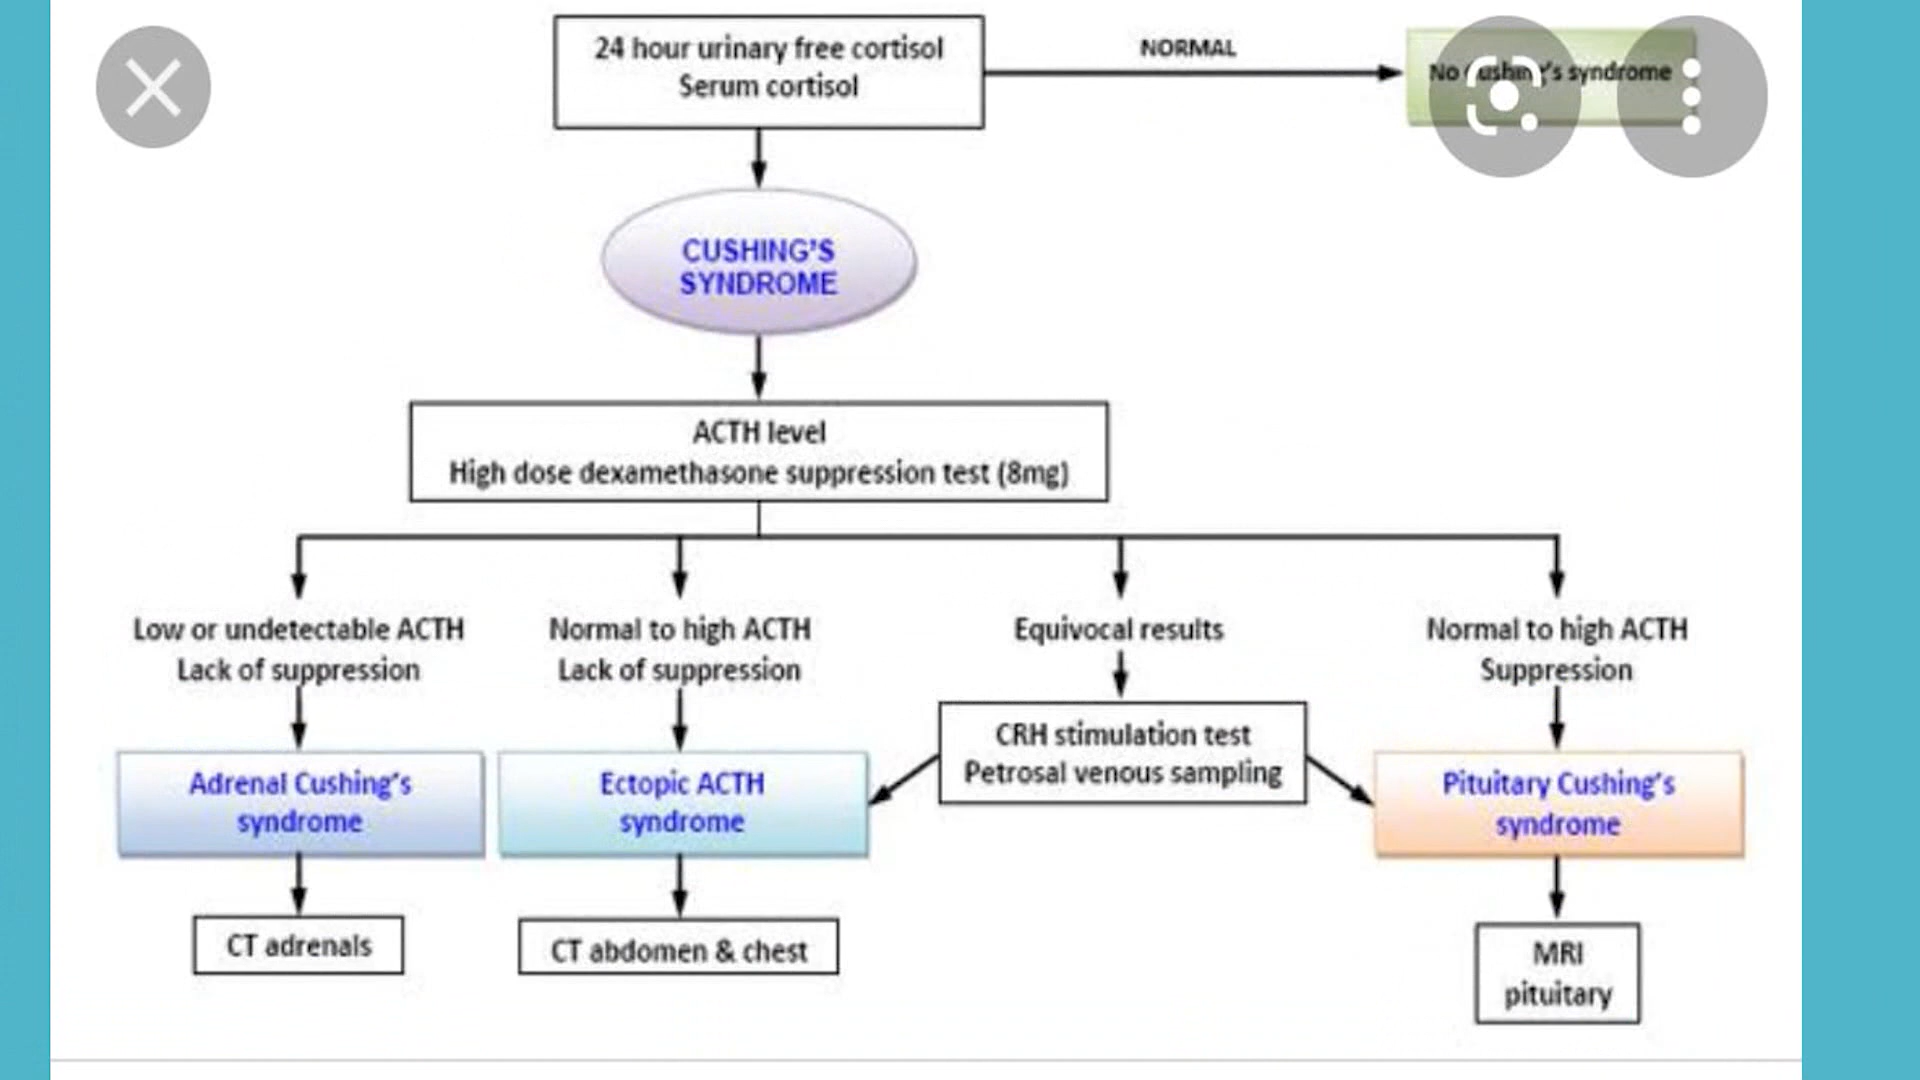 24 hour urinary free cortisol
Serum cortisol
NORMAL
No Cushing's syndrome
CUSHING'S
SYNDROME
ACTH level
High dose dexamethasone suppression test (8mg)
Low or undetectable ACTH
Lack of suppression
Normal to high ACTH
Lack of suppression
Equivocal results
Normal to high ACTH
Suppression
CRH stimulation test
Petrosal venous sampling
Adrenal Cushing's
syndrome
Ectopic ACTH
syndrome
Pituitary Cushing's
syndrome
CT adrenals
CT abdomen & chest
MRI
pituitary